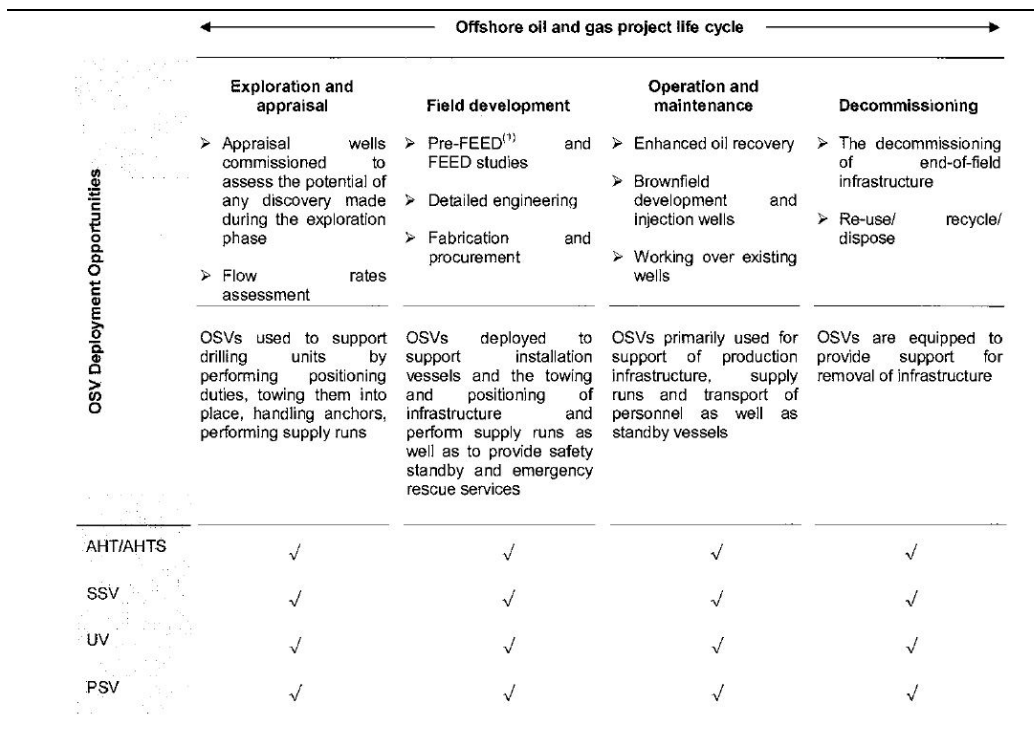 Offshore oil and gas project life cycle
OSV Deployment Opportunities
Exploration and
appraisal
➢ Appraisal wells
commissioned to
assess the potential of
any discovery made
during the exploration
phase
➢ Flow rates
assessment
OSVs used to support
drilling units by
performing positioning
duties, towing them into
place, handling anchors,
performing supply runs
Field development
➢ Pre-FEED(1) and
FEED studies
➢ Detailed engineering
➢ Fabrication and
procurement
OSVs deployed to
support installation
vessels and the towing
and positioning of
infrastructure and
perform supply runs as
well as to provide safety
standby and emergency
rescue services
Operation and
maintenance
➢ Enhanced oil recovery
➢ Brownfield
development and
injection wells
➢ Working over existing
wells
OSVs primarily used for
support of production
infrastructure, supply
runs and transport of
personnel as well as
standby vessels
Decommissioning
➢ The decommissioning
of end-of-field
infrastructure
➢ Re-use/ recycle/
dispose
OSVs are equipped to
provide support for
removal of infrastructure
AHT/AHTS √ √ √ √
SSV √ √ √ √
UV √ √ √ √
PSV √ √ √ √